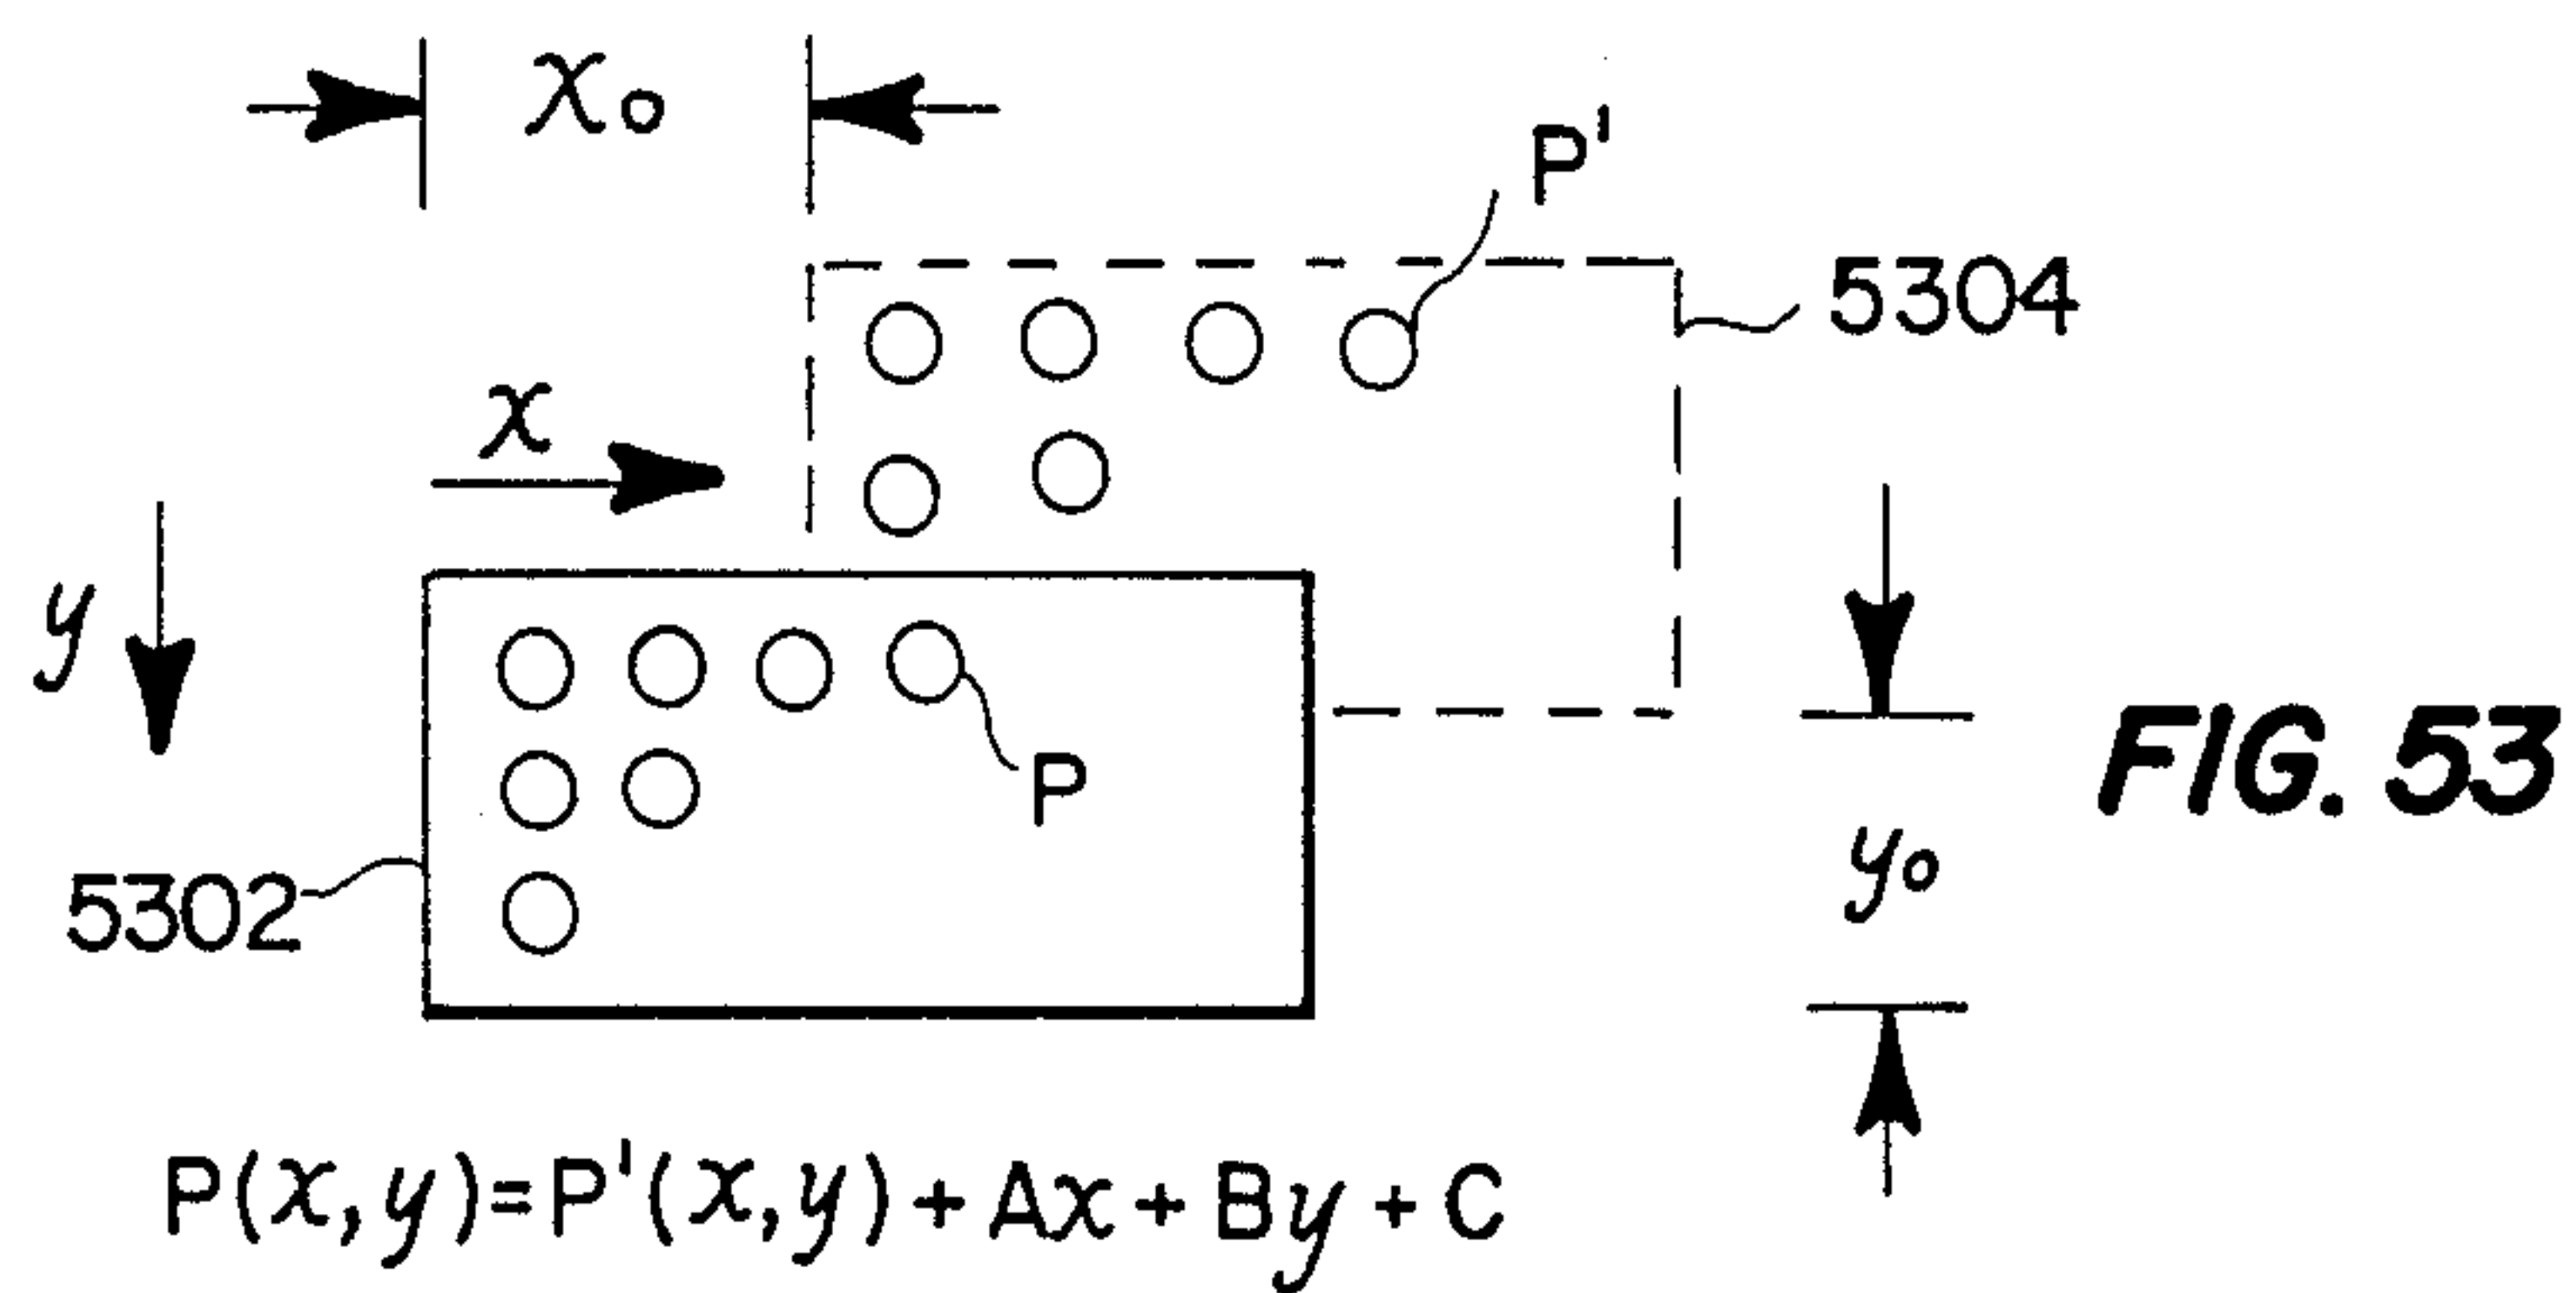 x₀
P'
5304
x
y
P
FIG. 53
y₀
5302
P(x,y)=P'(x,y)+Ax+By+C